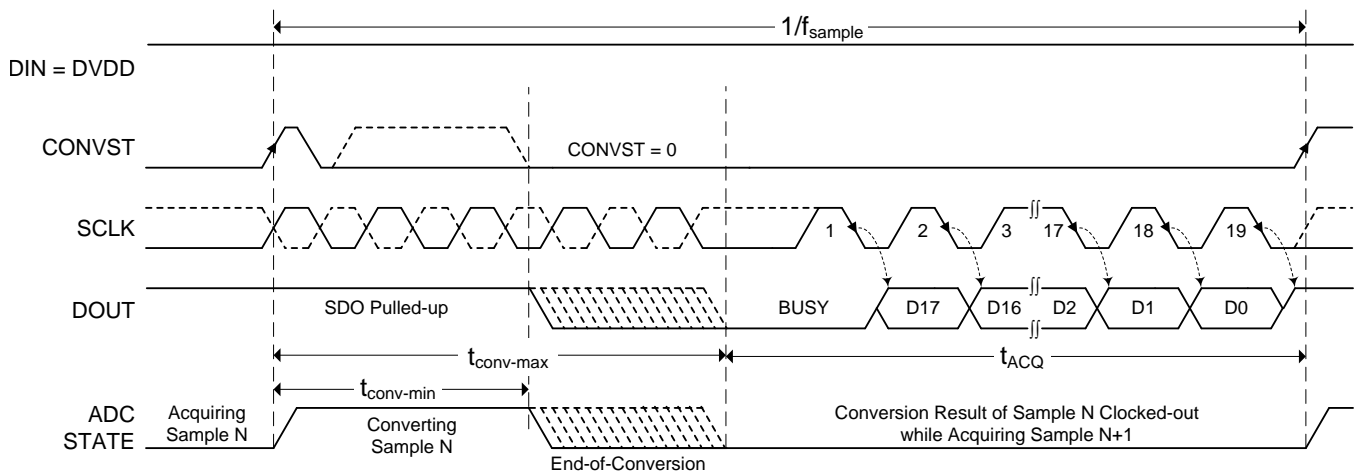 1/fsample
DIN = DVDD
CONVST
CONVST = 0
SCLK
1 2 3 17 18 19
DOUT
SDO Pulled-up
BUSY D17 D16 D2 D1 D0
tconv-max
tACQ
tconv-min
ADC
STATE
Acquiring
Sample N
Converting
Sample N
End-of-Conversion
Conversion Result of Sample N Clocked-out
while Acquiring Sample N+1